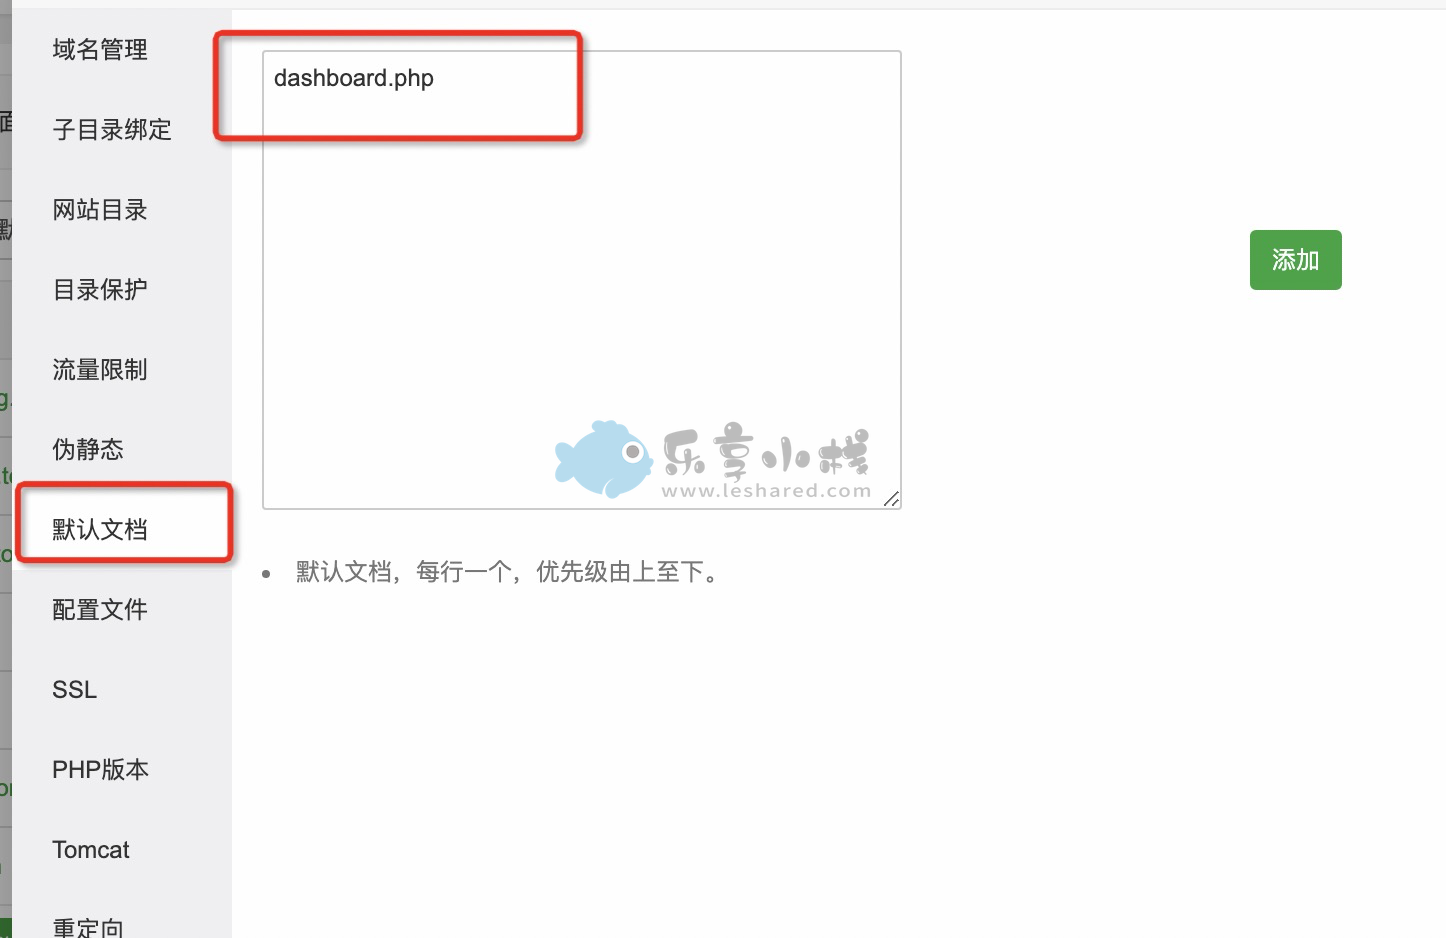 域名管理
子目录绑定
网站目录
目录保护
流量限制
伪静态
默认文档
配置文件
SSL
PHP版本
Tomcat
重定向
dashboard.php
添加
乐享小栈
www.leshared.com
默认文档，每行一个，优先级由上至下。